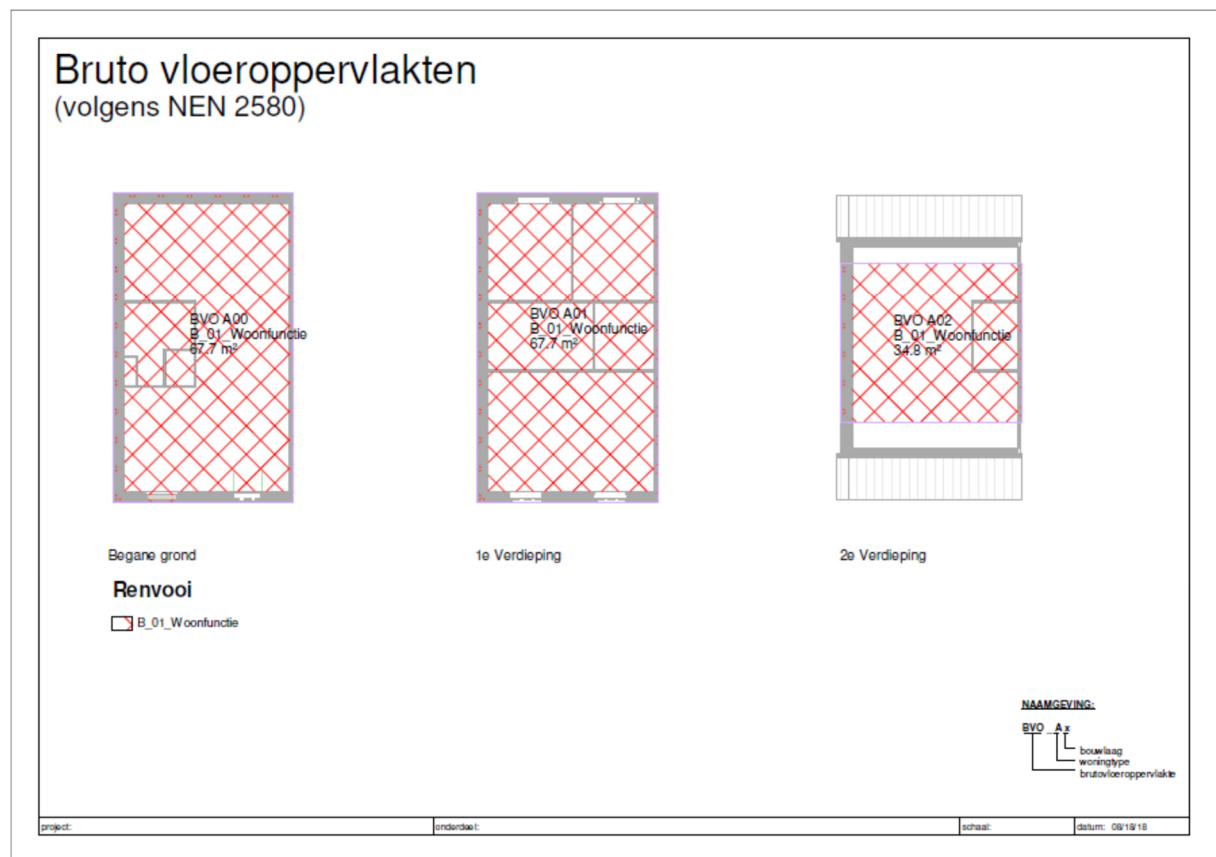 Bruto vloeroppervlakten
(volgens NEN 2580)
BVO A00
B_01_Woonfunctie
67.7 m²
BVO A01
B_01_Woonfunctie
67.7 m²
BVO A02
B_01_Woonfunctie
34.8 m²
Begane grond
1e Verdieping
2e Verdieping
Renvooi
B_01_Woonfunctie
NAAMGEVING:
BVO _Ax
bouwlaag
woningtype
brutovloeroppervlakte
project:
onderdeel:
schaal:
datum: 08/18/18